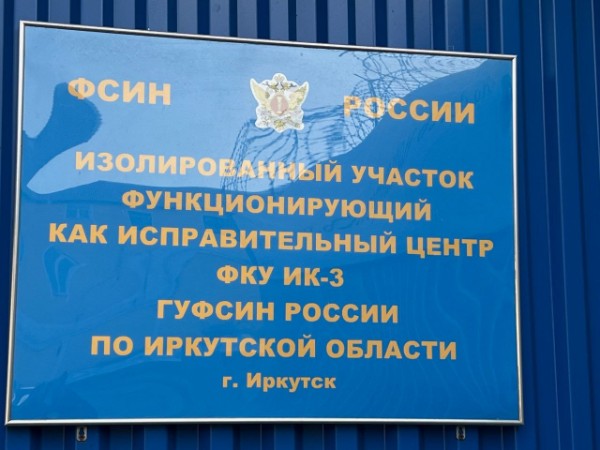 ФСИН РОССИИ
ИЗОЛИРОВАННЫЙ УЧАСТОК
ФУНКЦИОНИРУЮЩИЙ
КАК ИСПРАВИТЕЛЬНЫЙ ЦЕНТР
ФКУ ИК-3
ГУФСИН РОССИИ
ПО ИРКУТСКОЙ ОБЛАСТИ
г. Иркутск